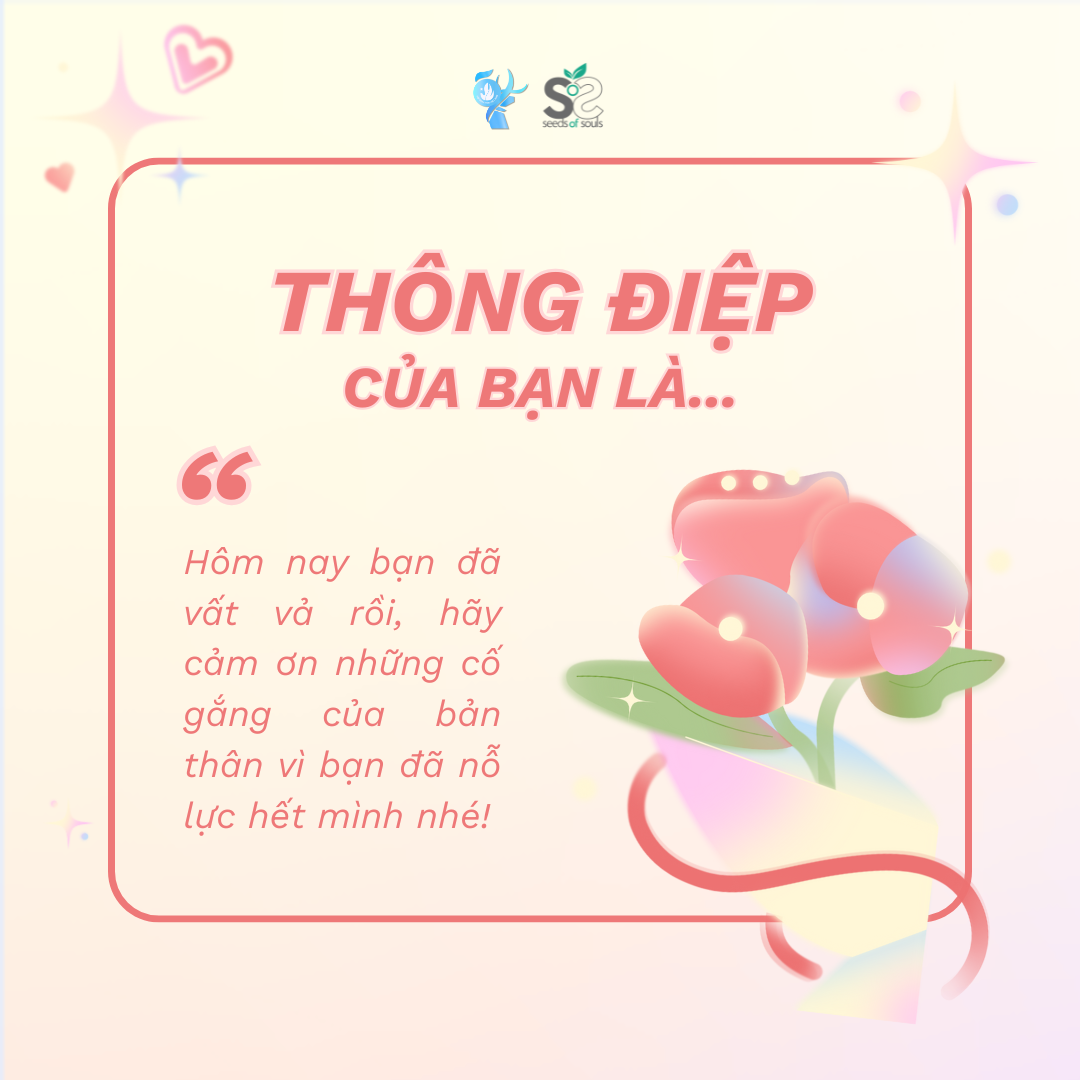 SOS
seeds of souls
THÔNG ĐIỆP
CỦA BẠN LÀ...
“
Hôm nay bạn đã
vất vả rồi, hãy
cảm ơn những cố
gắng của bản
thân vì bạn đã nỗ
lực hết mình nhé!